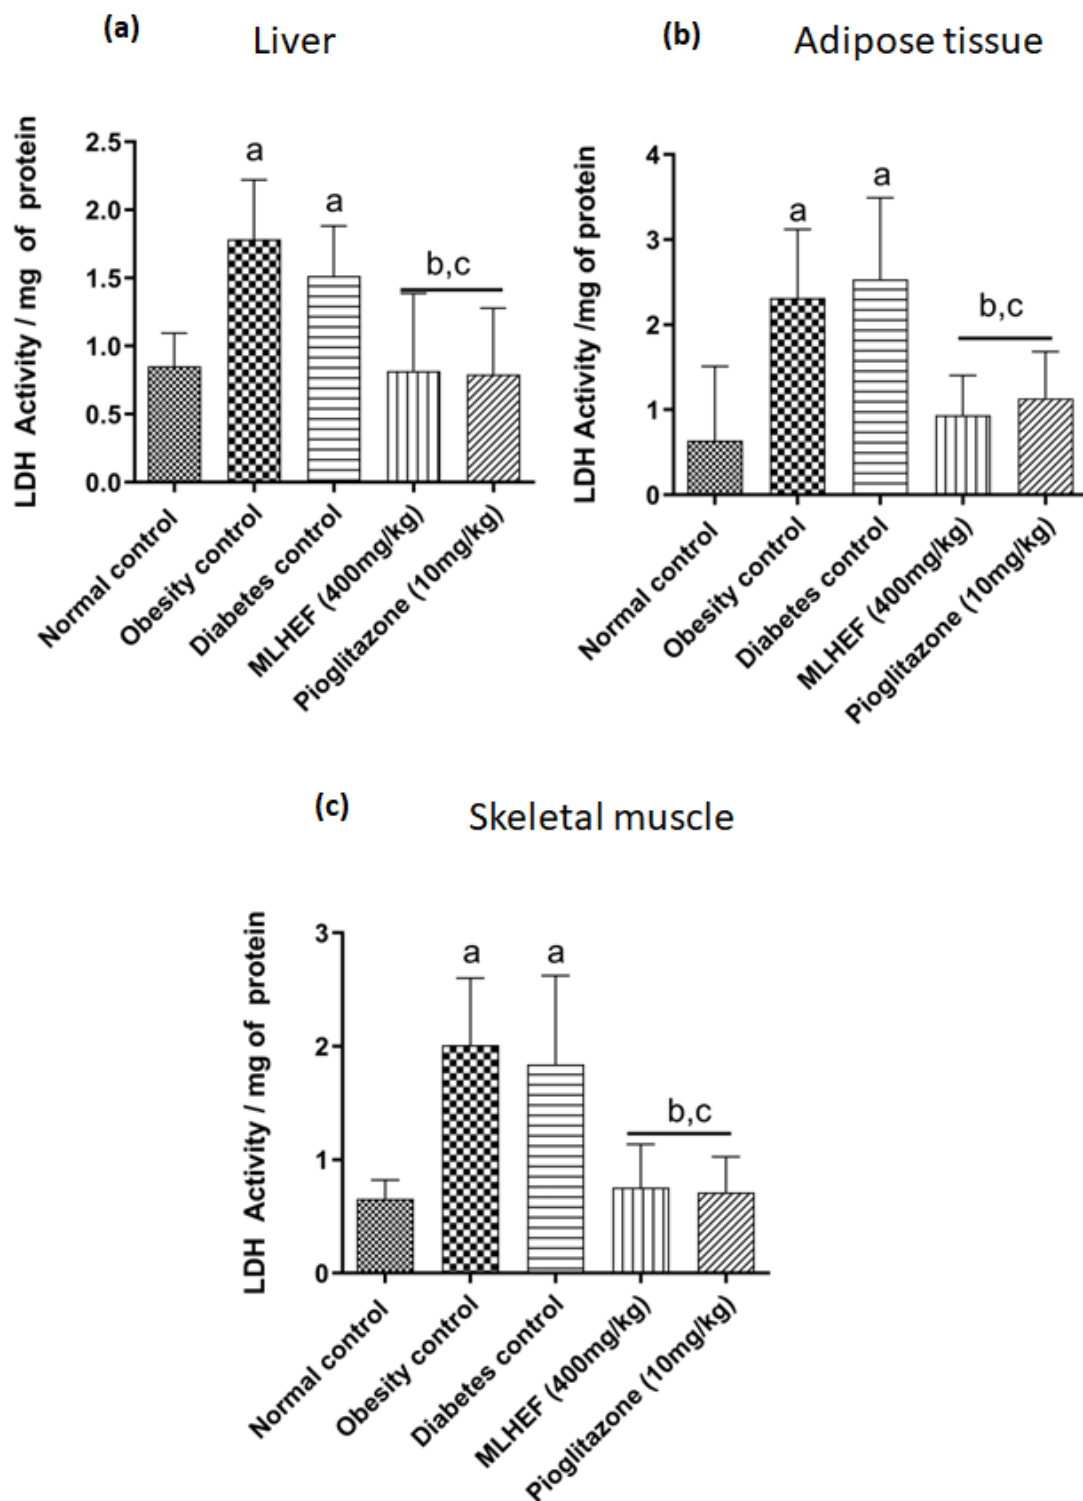 (a)
Liver
LDH Activity / mg of protein
2.5
2.0
1.5
1.0
0.5
0.0
a
a
b,c
Normal control
Obesity control
Diabetes control
MLHEF (400mg/kg)
Pioglitazone (10mg/kg)
(b)
Adipose tissue
LDH Activity /mg of protein
4
3
2
1
0
a
a
b,c
Normal control
Obesity control
Diabetes control
MLHEF (400mg/kg)
Pioglitazone (10mg/kg)
(c)
Skeletal muscle
LDH Activity / mg of protein
3
2
1
0
a
a
b,c
Normal control
Obesity control
Diabetes control
MLHEF (400mg/kg)
Pioglitazone (10mg/kg)